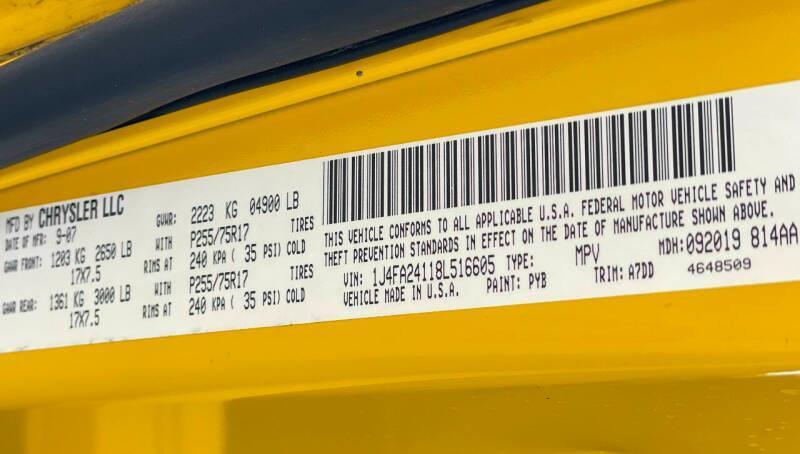 MFD BY CHRYSLER LLC
DATE OF MFR: 9-07 GVWR: 2223 KG 04900 LB
GAWR FRONT: 1203 KG 2650 LB WITH P255/75R17 TIRES
17X7.5 RIMS AT 240 KPA ( 35 PSI) COLD
GAWR REAR: 1361 KG 3000 LB WITH P255/75R17 TIRES
17X7.5 RIMS AT 240 KPA ( 35 PSI) COLD
THIS VEHICLE CONFORMS TO ALL APPLICABLE U.S.A. FEDERAL MOTOR VEHICLE SAFETY AND
THEFT PREVENTION STANDARDS IN EFFECT ON THE DATE OF MANUFACTURE SHOWN ABOVE.
VIN: 1J4FA24118L516605 TYPE: MPV MDH: 092019 814AA
VEHICLE MADE IN U.S.A. PAINT: PYB TRIM: A7DD 4648509